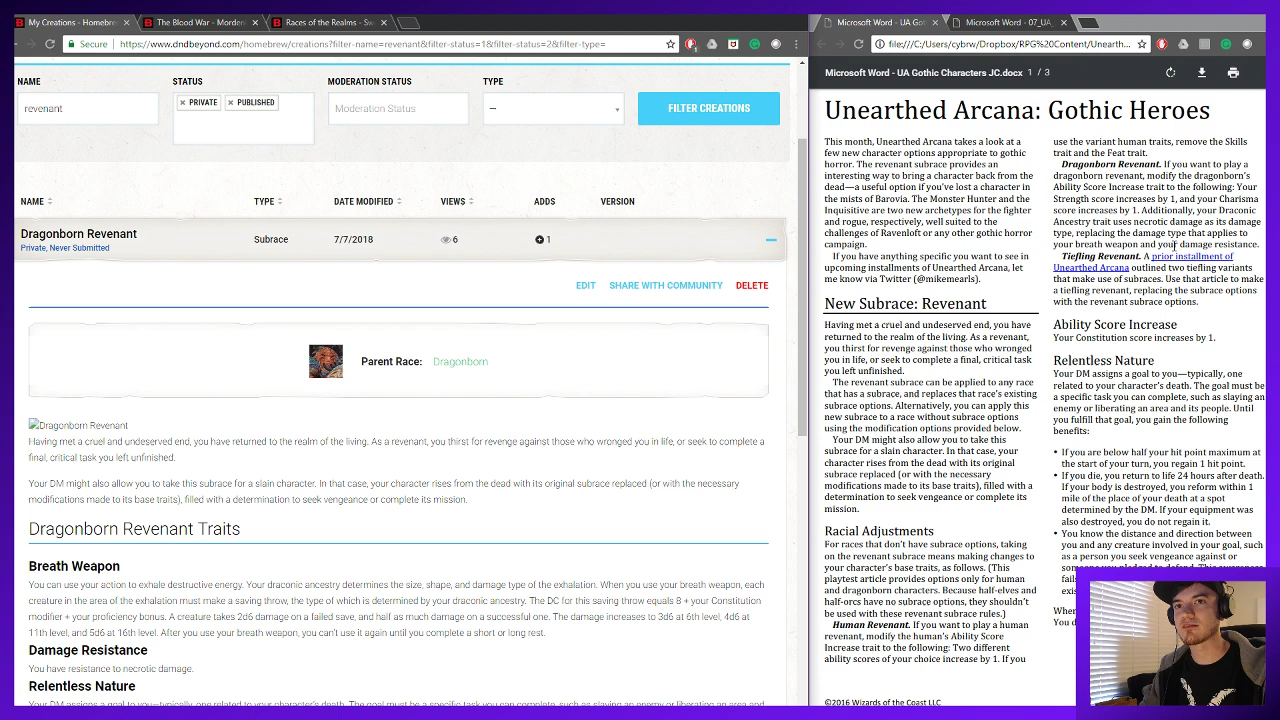 My Creations - Homebre
The Blood War - Morden
Races of the Realms - Sw
Secure
https://www.dndbeyond.com/homebrew/creations?filter-name=revenant&filter-status=1&filter-status=2&filter-type=
NAME
STATUS
MODERATION STATUS
TYPE
revenant
× PRIVATE
× PUBLISHED
Moderation Status
--
FILTER CREATIONS
NAME
TYPE
DATE MODIFIED
VIEWS
ADDS
VERSION
Dragonborn Revenant
Private, Never Submitted
Subrace
7/7/2018
6
1
EDIT
SHARE WITH COMMUNITY
DELETE
Parent Race:
Dragonborn
Dragonborn Revenant
Having met a cruel and undeserved end, you have returned to the realm of the living. As a revenant, you thirst for revenge against those who wronged you in life, or seek to complete a
final, critical task you left unfinished.
Your DM might also allow you to take this subrace for a slain character. In that case, your character rises from the dead with its original subrace replaced (or with the necessary
modifications made to its base traits), filled with a determination to seek vengeance or complete its mission.
Dragonborn Revenant Traits
Breath Weapon
You can use your action to exhale destructive energy. Your draconic ancestry determines the size, shape, and damage type of the exhalation. When you use your breath weapon, each
creature in the area of the exhalation must make a saving throw, the type of which is determined by your draconic ancestry. The DC for this saving throw equals 8 + your Constitution
modifier + your proficiency bonus. A creature takes 2d6 damage on a failed save, and half as much damage on a successful one. The damage increases to 3d6 at 6th level, 4d6 at
11th level, and 5d6 at 16th level. After you use your breath weapon, you can't use it again until you complete a short or long rest.
Damage Resistance
You have resistance to necrotic damage.
Relentless Nature
Your DM assigns a goal to you—typically, one related to your character's death. The goal must be a specific task you can complete, such as slaying an enemy or liberating an area and its
Microsoft Word - UA Got
Microsoft Word - 07_UA_
file:///C:/Users/cybrw/Dropbox/RPG%20Content/Unearth...
Microsoft Word - UA Gothic Characters JC.docx
1 / 3
Unearthed Arcana: Gothic Heroes
This month, Unearthed Arcana takes a look at a
few new character options appropriate to gothic
horror. The revenant subrace provides an
interesting way to bring a character back from the
dead—a useful option if you've lost a character in
the mists of Barovia. The Monster Hunter and the
Inquisitive are two new archetypes for the fighter
and rogue, respectively, well suited to the
challenges of Ravenloft or any other gothic horror
campaign.
If you have anything specific you want to see in
upcoming installments of Unearthed Arcana, let
me know via Twitter (@mikemearls).
New Subrace: Revenant
Having met a cruel and undeserved end, you have
returned to the realm of the living. As a revenant,
you thirst for revenge against those who wronged
you in life, or seek to complete a final, critical task
you left unfinished.
The revenant subrace can be applied to any race
that has a subrace, and replaces that race's existing
subrace options. Alternatively, you can apply this
new subrace to a race without subrace options
using the modification options provided below.
Your DM might also allow you to take this
subrace for a slain character. In that case, your
character rises from the dead with its original
subrace replaced (or with the necessary
modifications made to its base traits), filled with a
determination to seek vengeance or complete its
mission.
Racial Adjustments
For races that don't have subrace options, taking
on the revenant subrace means making changes to
your character's base traits, as follows. (This
playtest article provides options only for human
and dragonborn characters. Because half-elves and
half-orcs have no subrace options, they shouldn't
be used with these revenant subrace rules.)
Human Revenant. If you want to play a human
revenant, modify the human's Ability Score
Increase trait to the following: Two different
ability scores of your choice increase by 1. If you
©2016 Wizards of the Coast LLC
use the variant human traits, remove the Skills
trait and the Feat trait.
Dragonborn Revenant. If you want to play a
dragonborn revenant, modify the dragonborn's
Ability Score Increase trait to the following: Your
Strength score increases by 1, and your Charisma
score increases by 1. Additionally, your Draconic
Ancestry trait uses necrotic damage as its damage
type, replacing the damage type that applies to
your breath weapon and your damage resistance.
Tiefling Revenant. A prior installment of
Unearthed Arcana outlined two tiefling variants
that make use of subraces. Use that article to make
a tiefling revenant, replacing the subrace options
with the revenant subrace options.
Ability Score Increase
Your Constitution score increases by 1.
Relentless Nature
Your DM assigns a goal to you—typically, one
related to your character's death. The goal must be
a specific task you can complete, such as slaying an
enemy or liberating an area and its people. Until
you fulfill that goal, you gain the following
benefits:
• If you are below half your hit point maximum at
the start of your turn, you regain 1 hit point.
• If you die, you return to life 24 hours after death.
If your body is destroyed, you reform within 1
mile of the place of your death at a spot
determined by the DM. If your equipment was
also destroyed, you do not regain it.
• You know the distance and direction between
you and any creature involved in your goal, such
as a person you seek vengeance against or